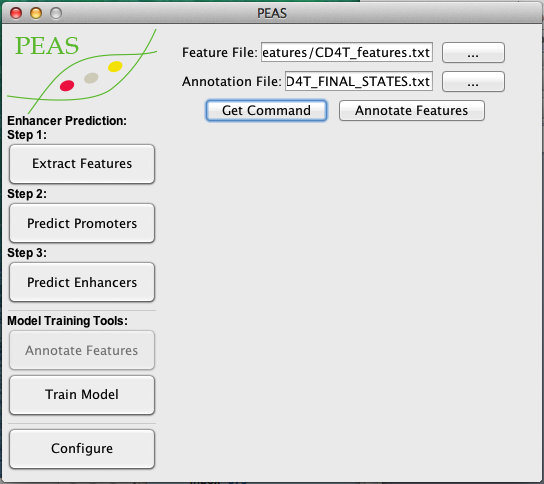 PEAS
PEAS
Feature File: eatures/CD4T_features.txt ...
Annotation File: D4T_FINAL_STATES.txt ...
Get Command Annotate Features
Enhancer Prediction:
Step 1:
Extract Features
Step 2:
Predict Promoters
Step 3:
Predict Enhancers
Model Training Tools:
Annotate Features
Train Model
Configure